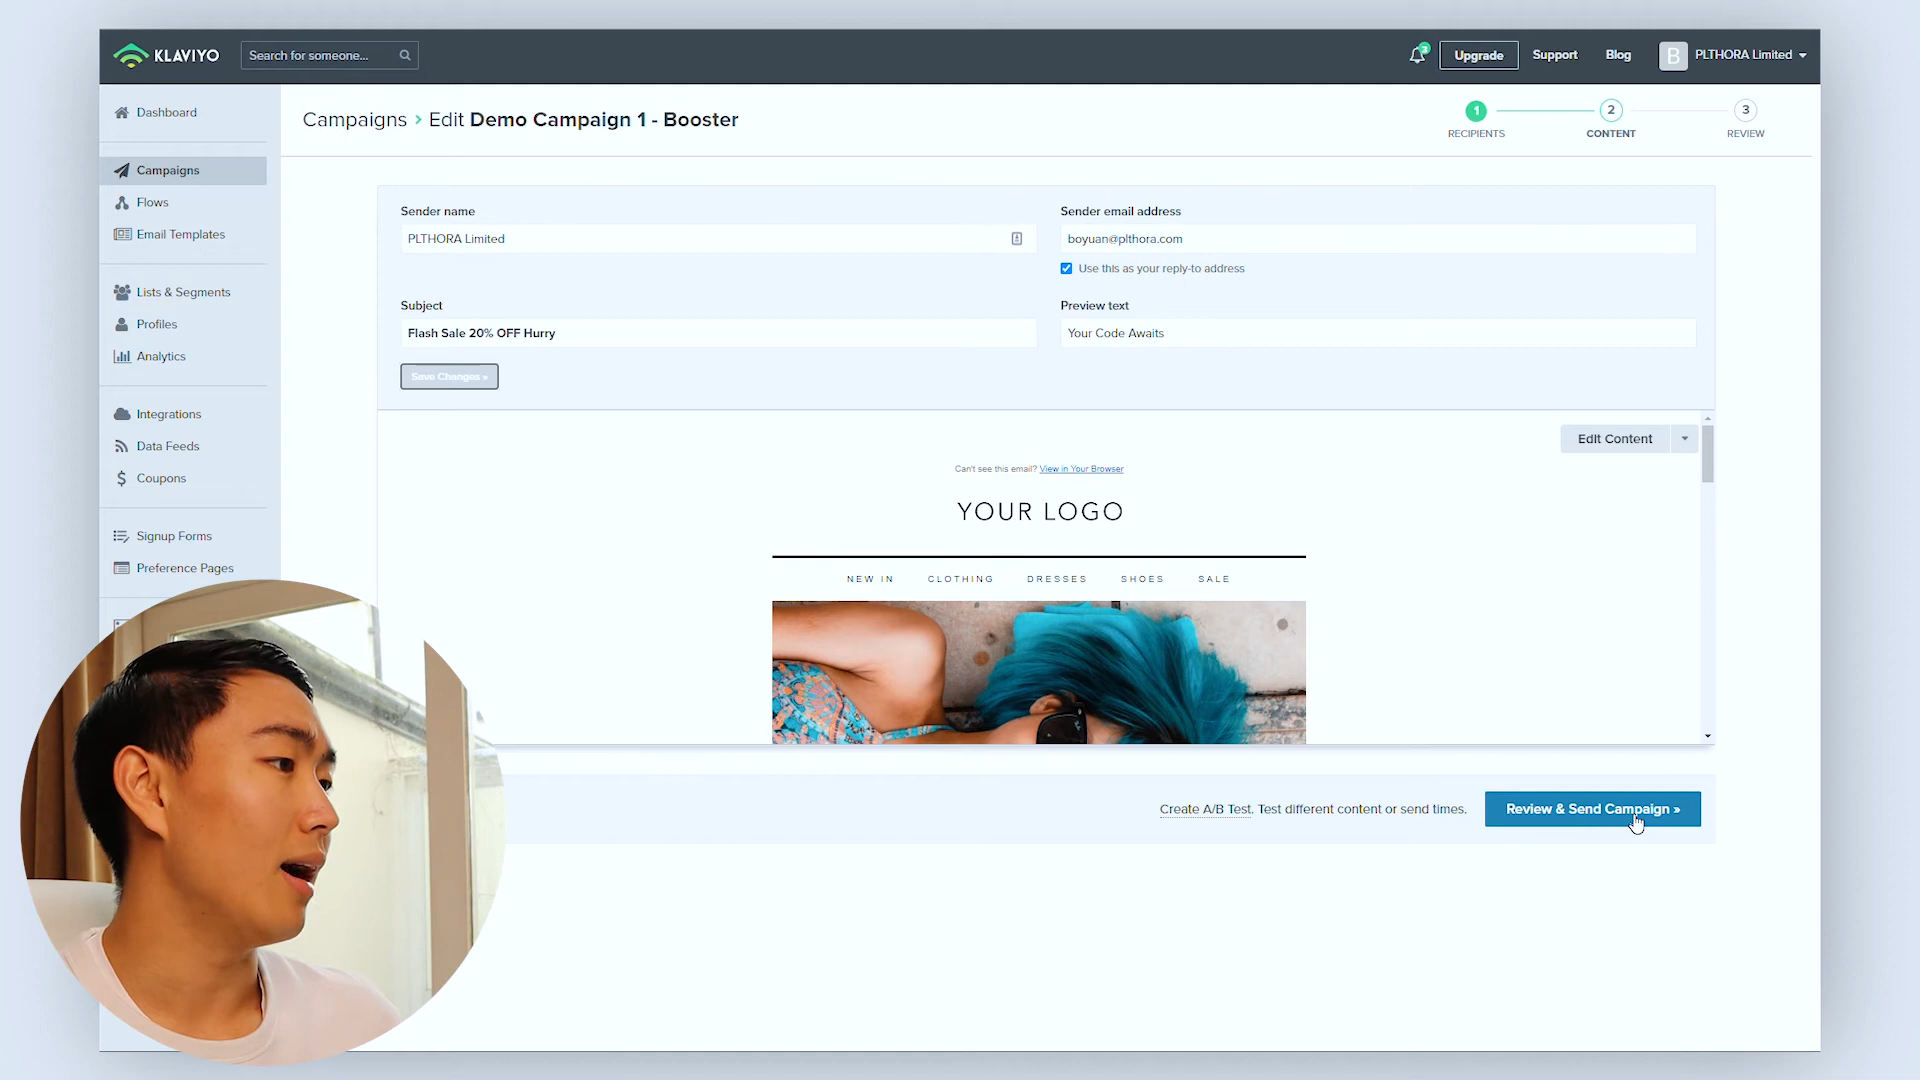 KLAVIYO
Search for someone...
3
Upgrade
Support
Blog
B
PLTHORA Limited
Dashboard
Campaigns
Flows
Email Templates
Lists & Segments
Profiles
Analytics
Integrations
Data Feeds
Coupons
Signup Forms
Preference Pages
Campaigns › Edit Demo Campaign 1 - Booster
1
RECIPIENTS
2
CONTENT
3
REVIEW
Sender name
PLTHORA Limited
Sender email address
boyuan@plthora.com
Use this as your reply-to address
Subject
Flash Sale 20% OFF Hurry
Preview text
Your Code Awaits
Save Changes »
Edit Content
Can't see this email? View in Your Browser
YOUR LOGO
NEW IN CLOTHING DRESSES SHOES SALE
Create A/B Test. Test different content or send times.
Review & Send Campaign »